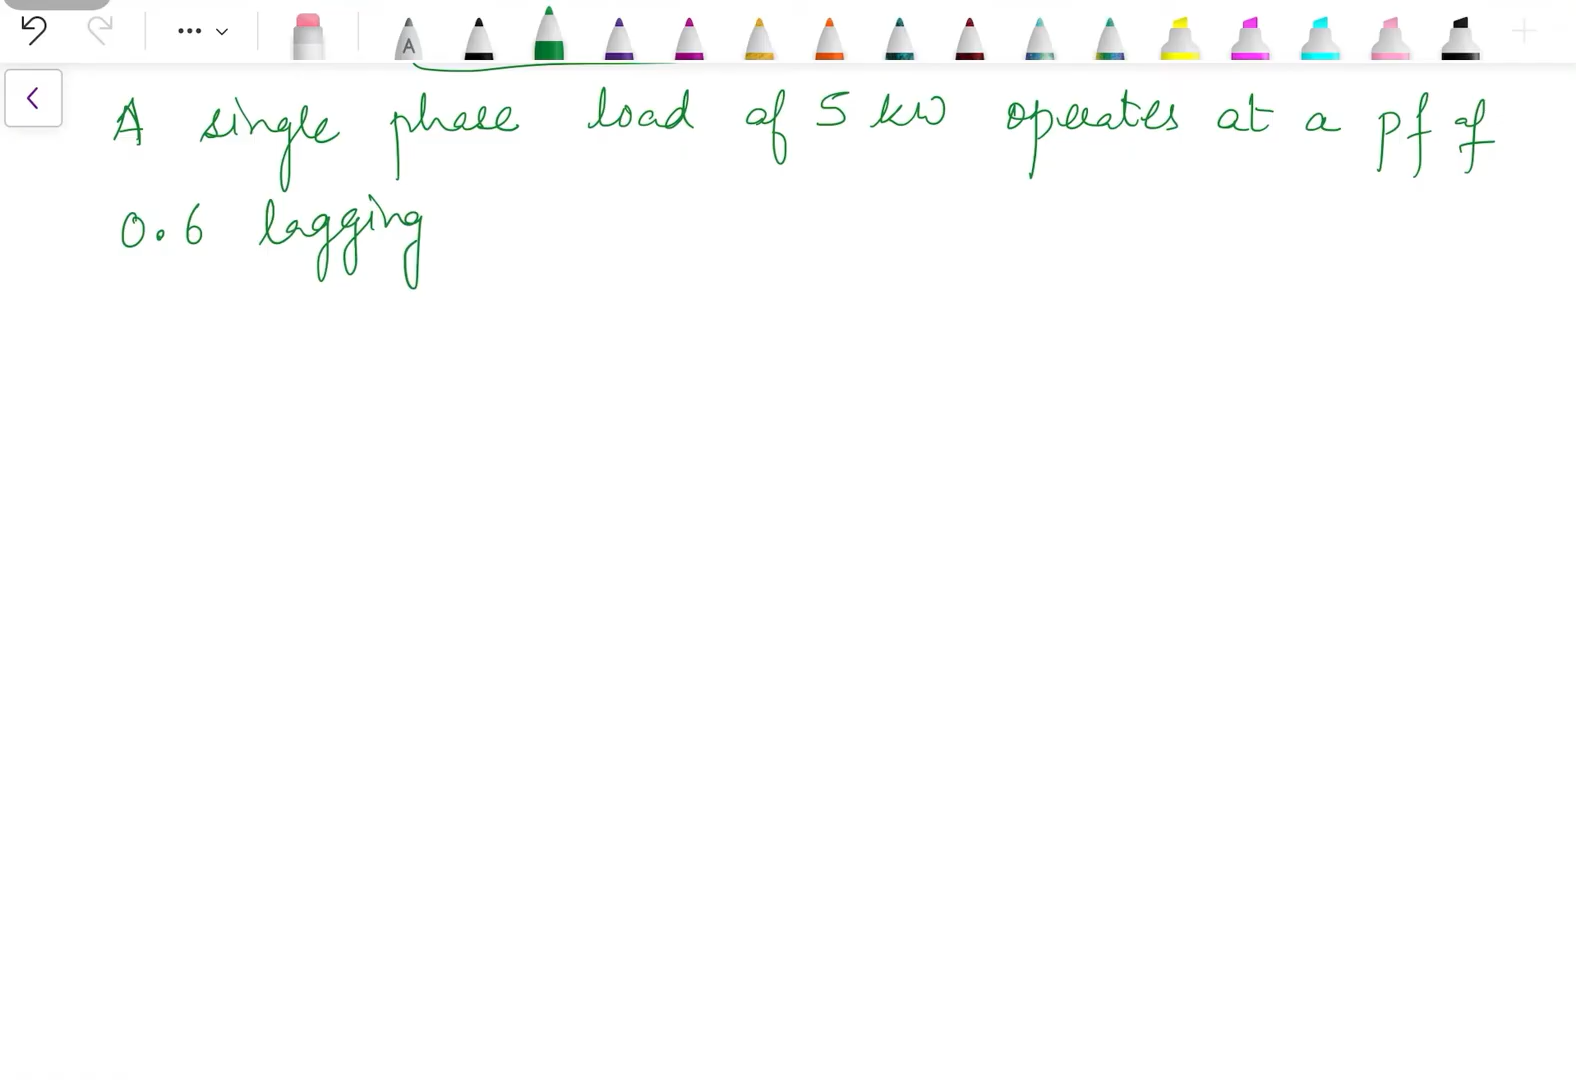 A single phase load of 5 kW operates at a pf of
0.6 lagging